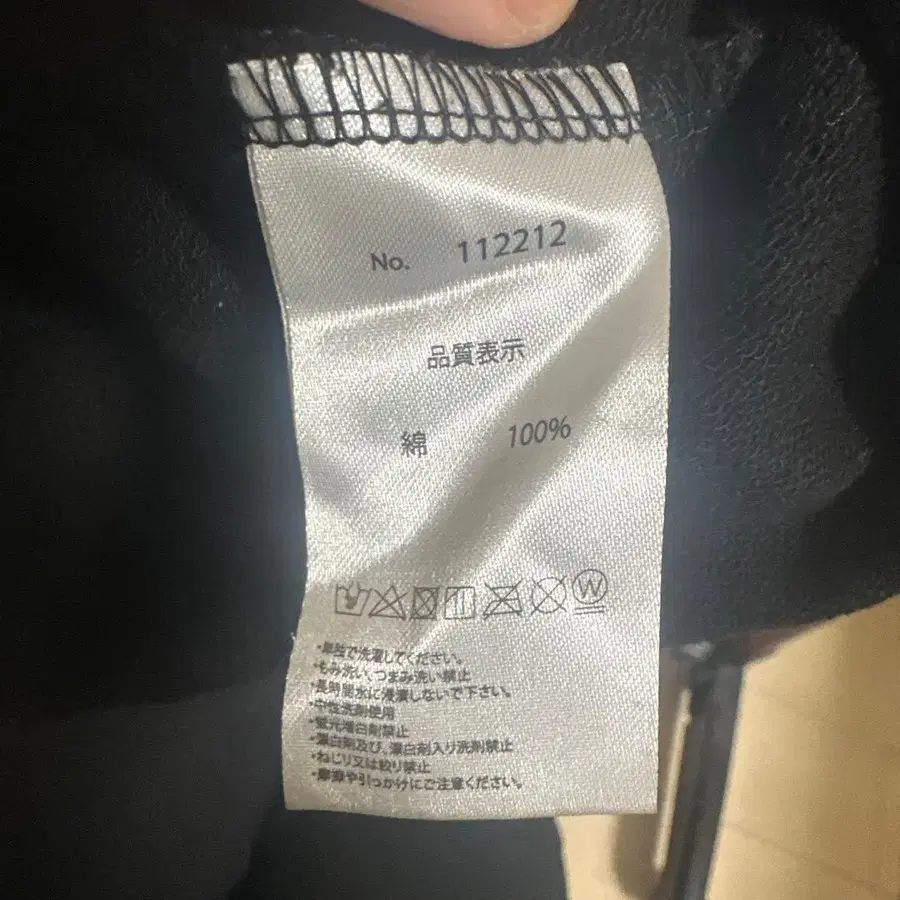 No. 112212
品質表示
綿 100%
W
・単独で洗濯してください。
・もみ洗い、つまみ洗い禁止
・長時間水に浸漬しないで下さい。
・中性洗剤使用
・蛍光増白剤禁止
・漂白剤及び、漂白剤入り洗剤禁止
・ねじり又は絞り禁止
・摩擦や引っかけにご注意ください。